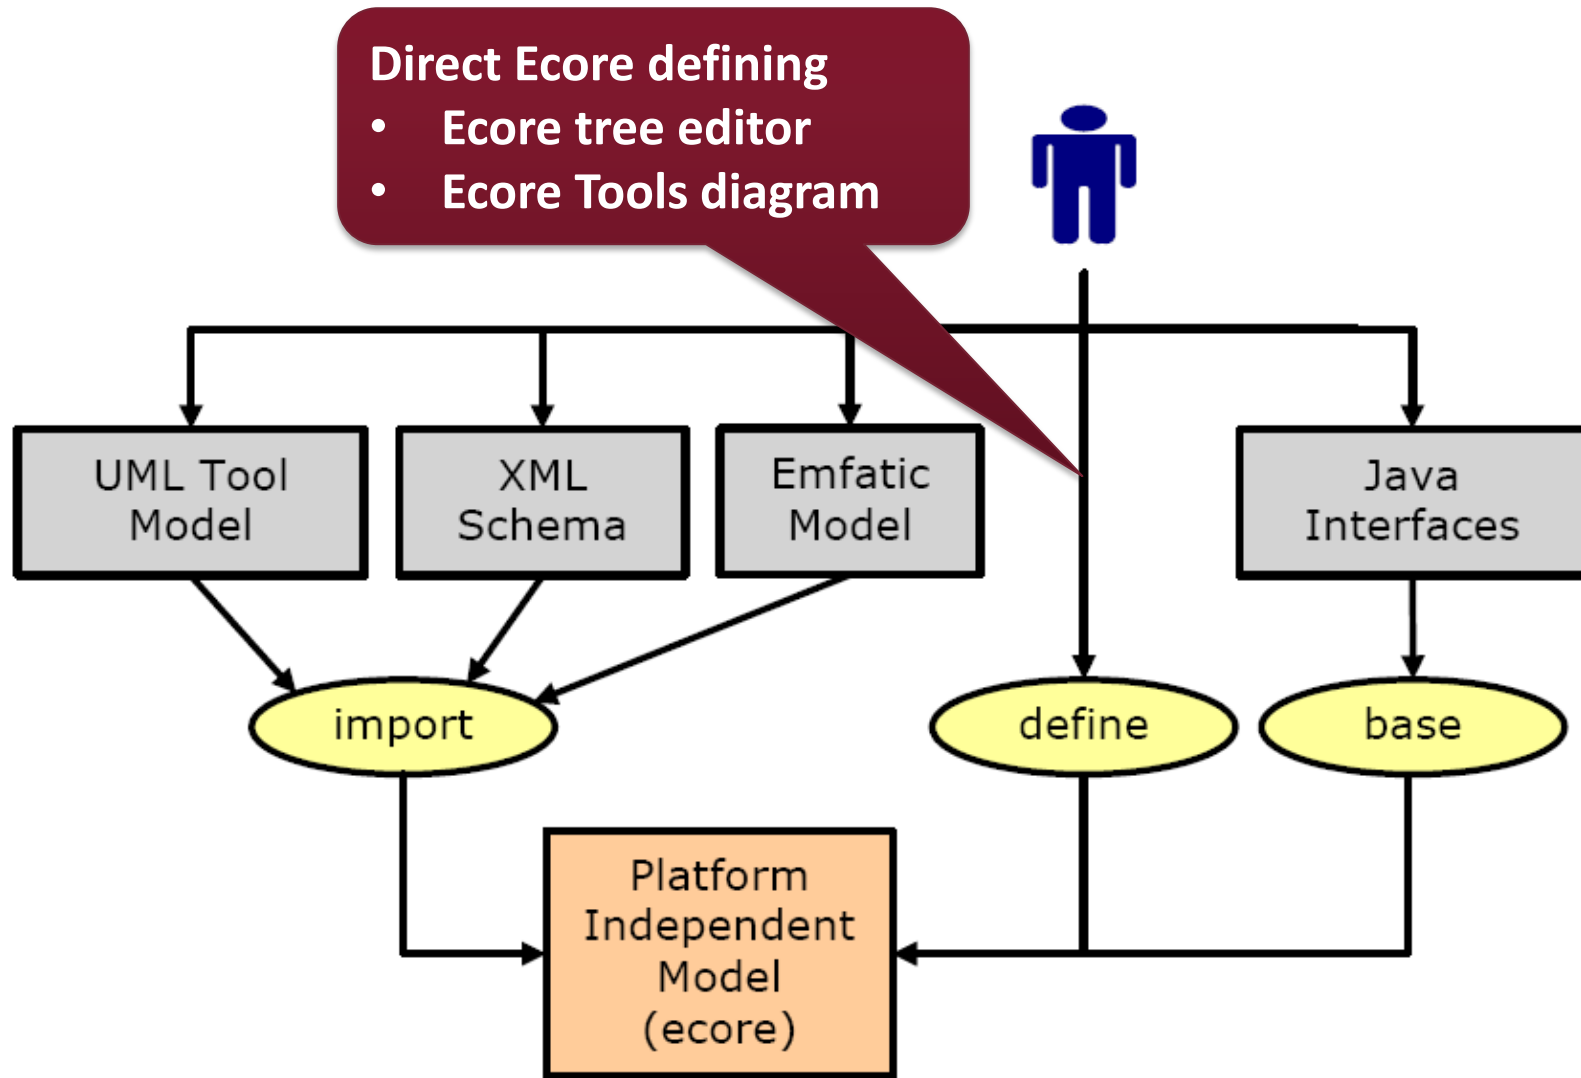 Direct Ecore defining
• Ecore tree editor
• Ecore Tools diagram
UML Tool
Model
XML
Schema
Emfatic
Model
Java
Interfaces
import
define
base
Platform
Independent
Model
(ecore)